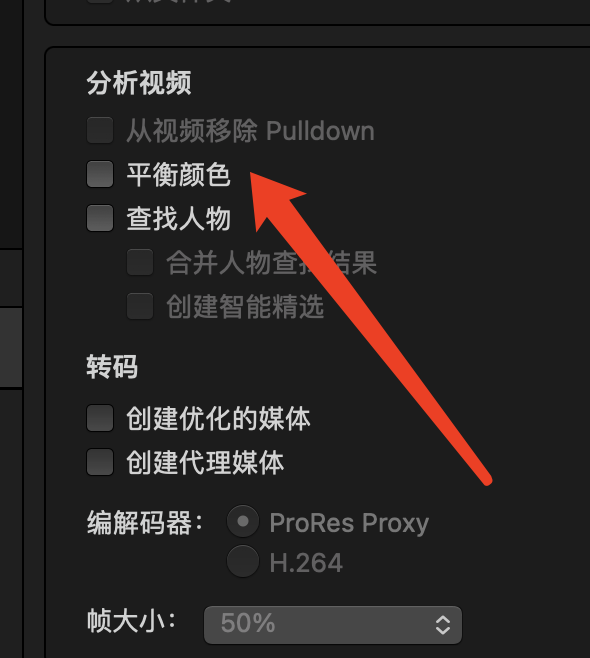 分析视频
从视频移除 Pulldown
平衡颜色
查找人物
合并人物查找结果
创建智能精选
转码
创建优化的媒体
创建代理媒体
编解码器：
ProRes Proxy
H.264
帧大小：
50%